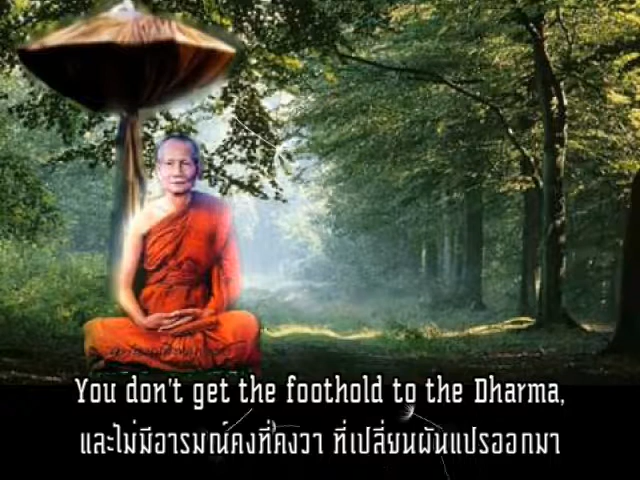 You don't get the foothold to the Dharma,
และไม่มีอารมณ์คงที่คงวา ที่เปลี่ยนผันแปรออกมา